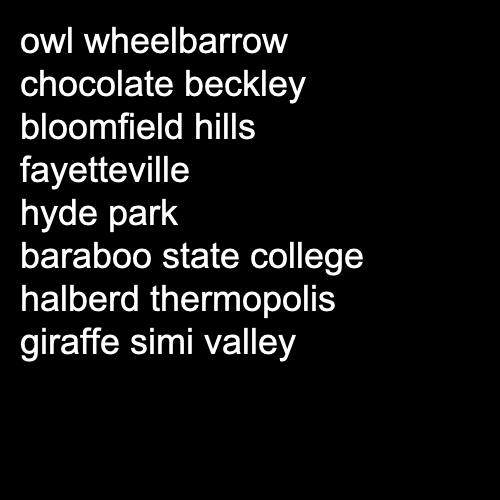 owl wheelbarrow
chocolate beckley
bloomfield hills
fayetteville
hyde park
baraboo state college
halberd thermopolis
giraffe simi valley